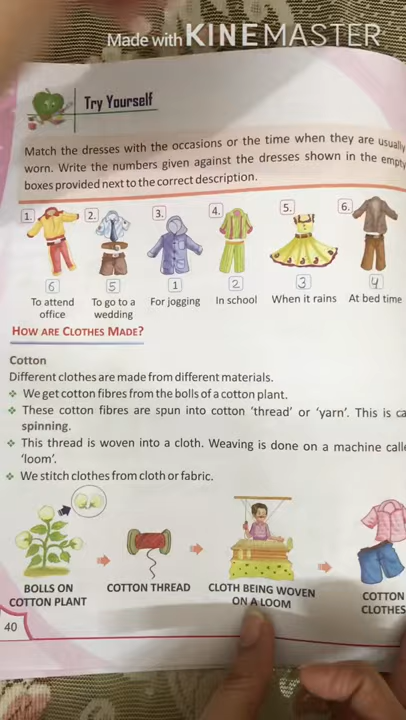 Made with KINEMASTER
Try Yourself
Match the dresses with the occasions or the time when they are usually
worn. Write the numbers given against the dresses shown in the empty
boxes provided next to the correct description.
1. 2. 3. 4. 5. 6.
6 5 1 2 3 4
To attend office To go to a wedding For jogging In school When it rains At bed time
HOW ARE CLOTHES MADE?
Cotton
Different clothes are made from different materials.
❖ We get cotton fibres from the bolls of a cotton plant.
❖ These cotton fibres are spun into cotton 'thread' or 'yarn'. This is ca
spinning.
❖ This thread is woven into a cloth. Weaving is done on a machine calle
'loom'.
❖ We stitch clothes from cloth or fabric.
BOLLS ON COTTON PLANT COTTON THREAD CLOTH BEING WOVEN ON A LOOM COTTON CLOTHES
40